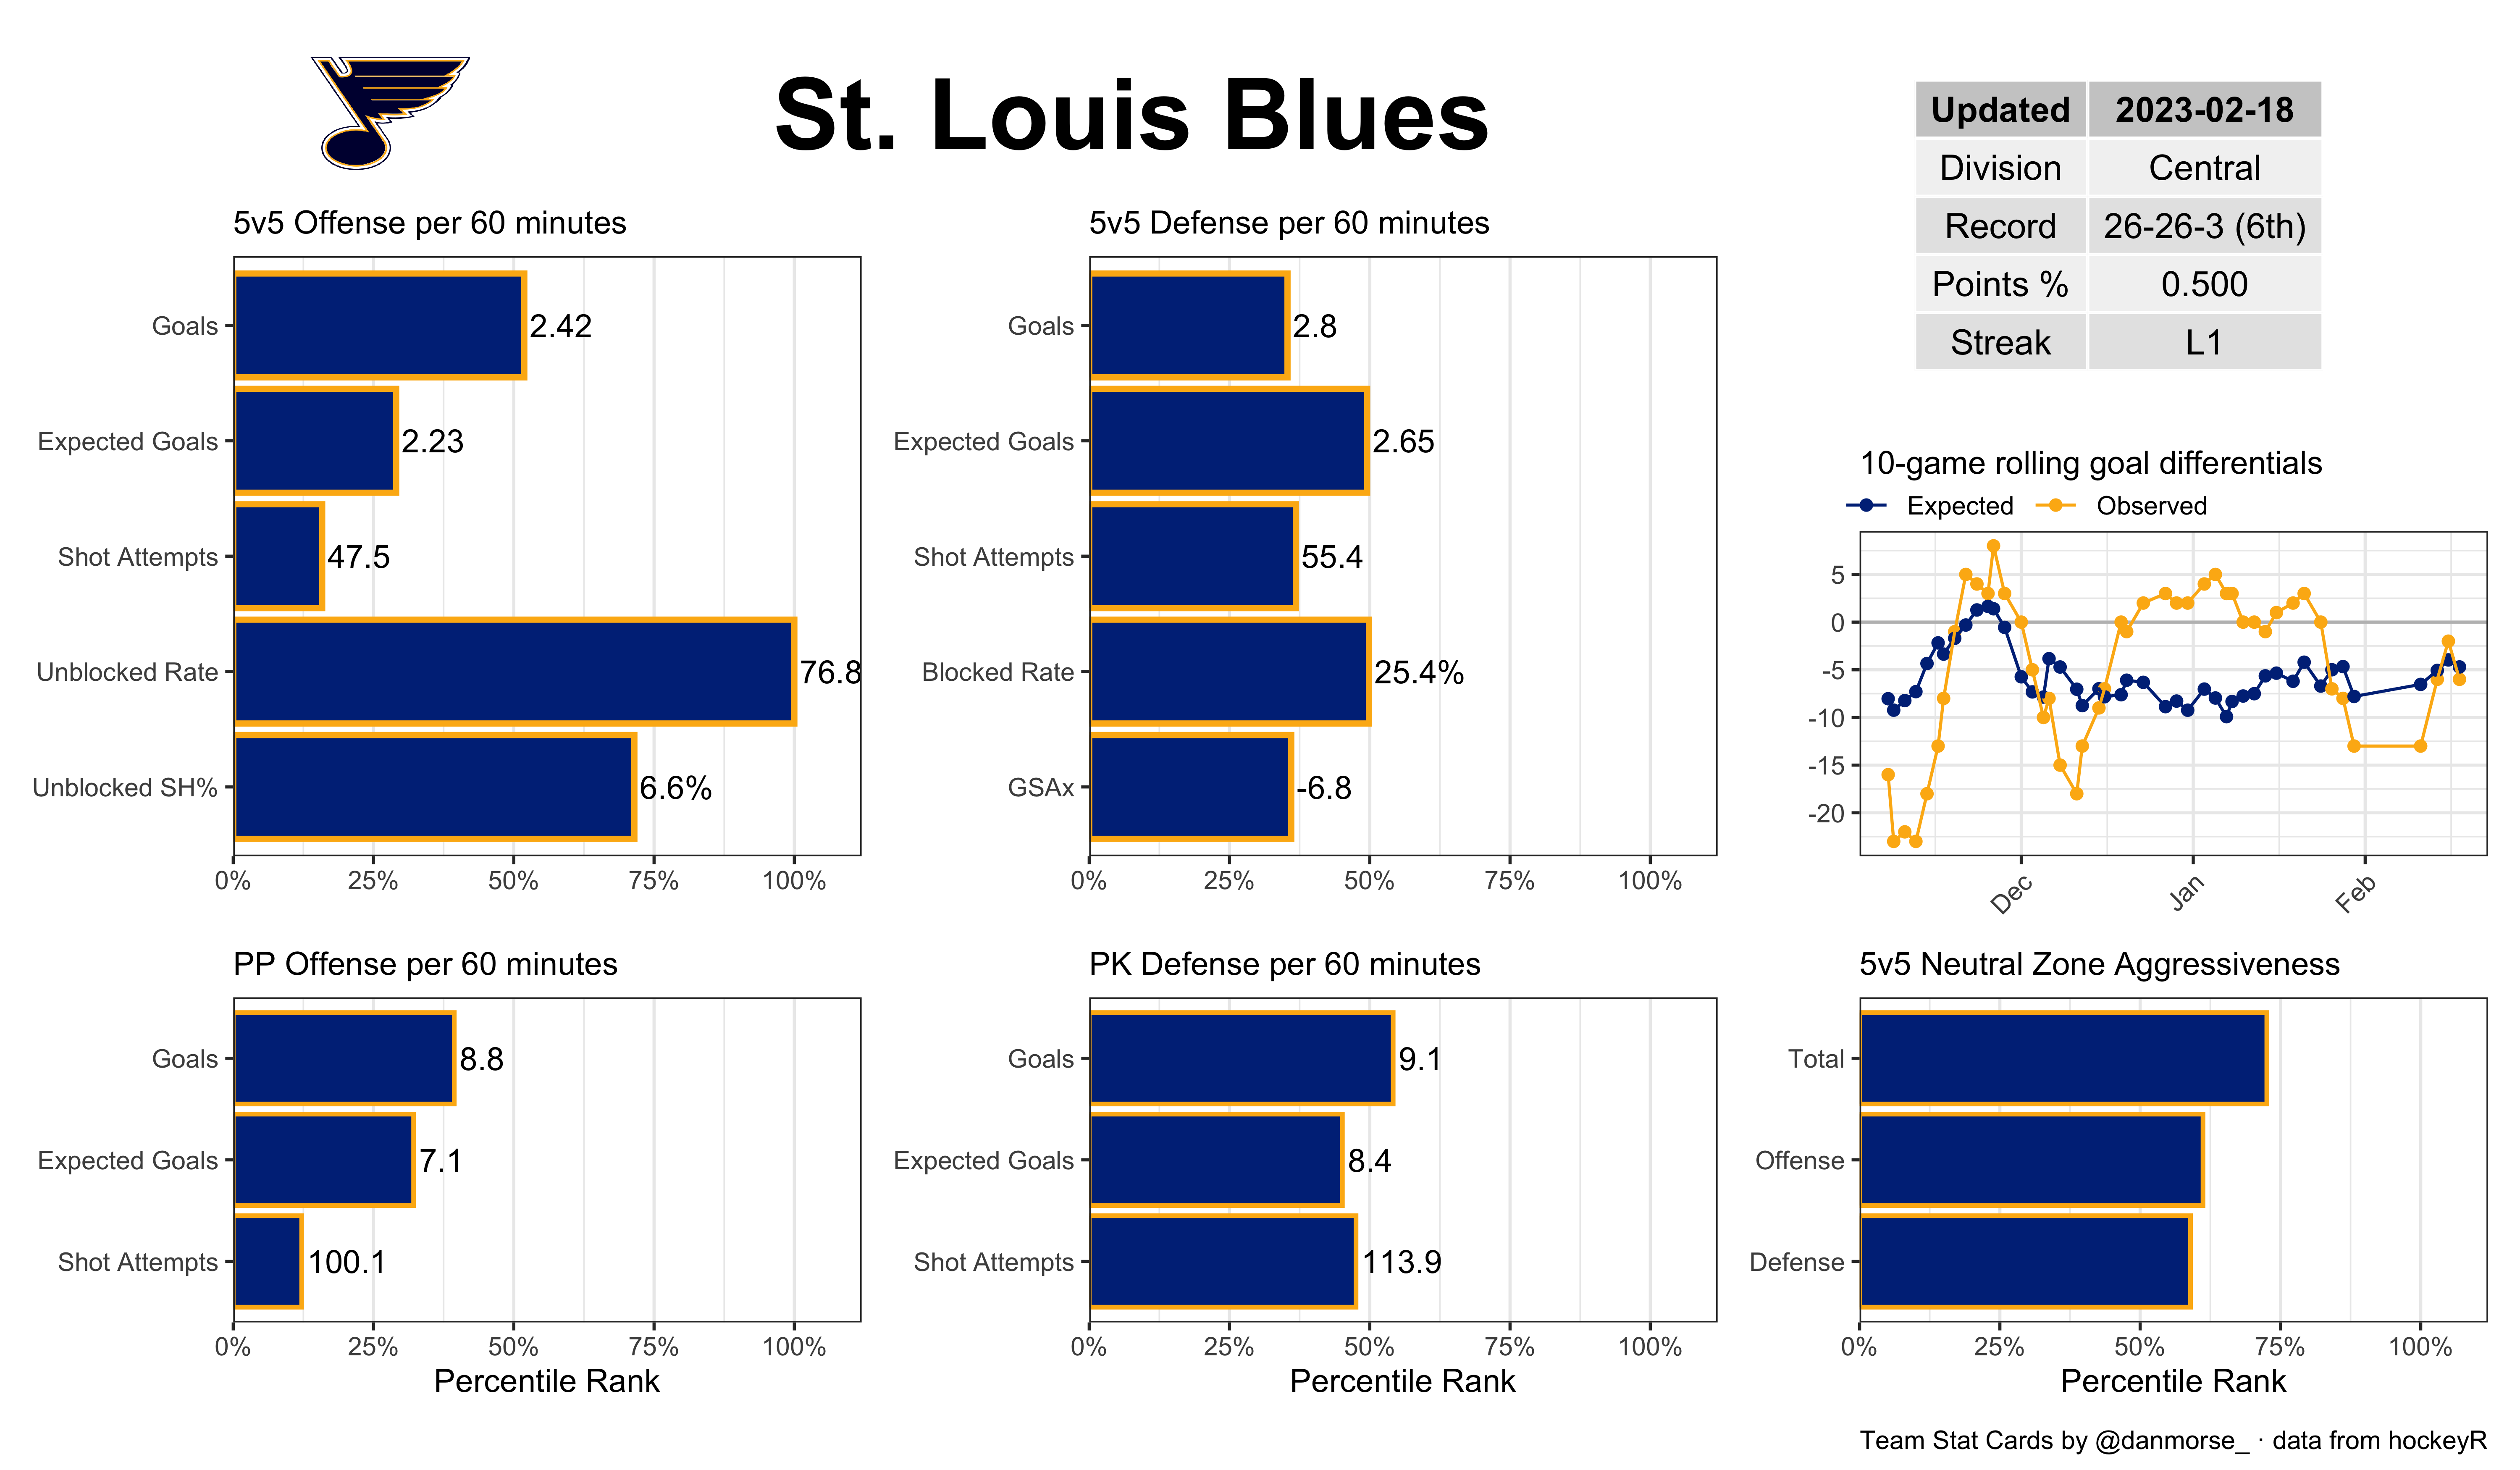 St. Louis Blues
Updated 2023-02-18
Division Central
Record 26-26-3 (6th)
Points % 0.500
Streak L1
5v5 Offense per 60 minutes
Goals 2.42
Expected Goals 2.23
Shot Attempts 47.5
Unblocked Rate 76.8
Unblocked SH% 6.6%
0% 25% 50% 75% 100%
5v5 Defense per 60 minutes
Goals 2.8
Expected Goals 2.65
Shot Attempts 55.4
Blocked Rate 25.4%
GSAx -6.8
0% 25% 50% 75% 100%
10-game rolling goal differentials
Expected Observed
5
0
-5
-10
-15
-20
Dec Jan Feb
PP Offense per 60 minutes
Goals 8.8
Expected Goals 7.1
Shot Attempts 100.1
0% 25% 50% 75% 100%
Percentile Rank
PK Defense per 60 minutes
Goals 9.1
Expected Goals 8.4
Shot Attempts 113.9
0% 25% 50% 75% 100%
Percentile Rank
5v5 Neutral Zone Aggressiveness
Total
Offense
Defense
0% 25% 50% 75% 100%
Percentile Rank
Team Stat Cards by @danmorse_ · data from hockeyR